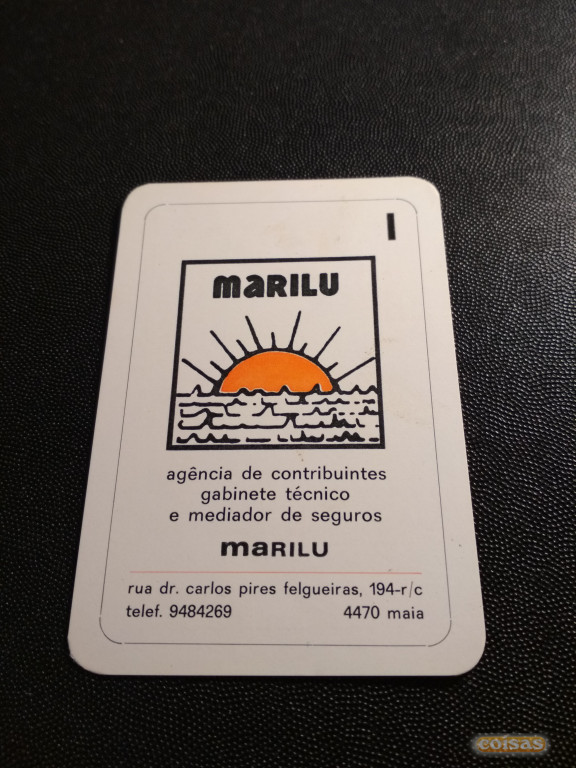 I
maRILU
agência de contribuintes
gabinete técnico
e mediador de seguros
maRILU
rua dr. carlos pires felgueiras, 194-r/c
telef. 9484269 4470 maia
coisas